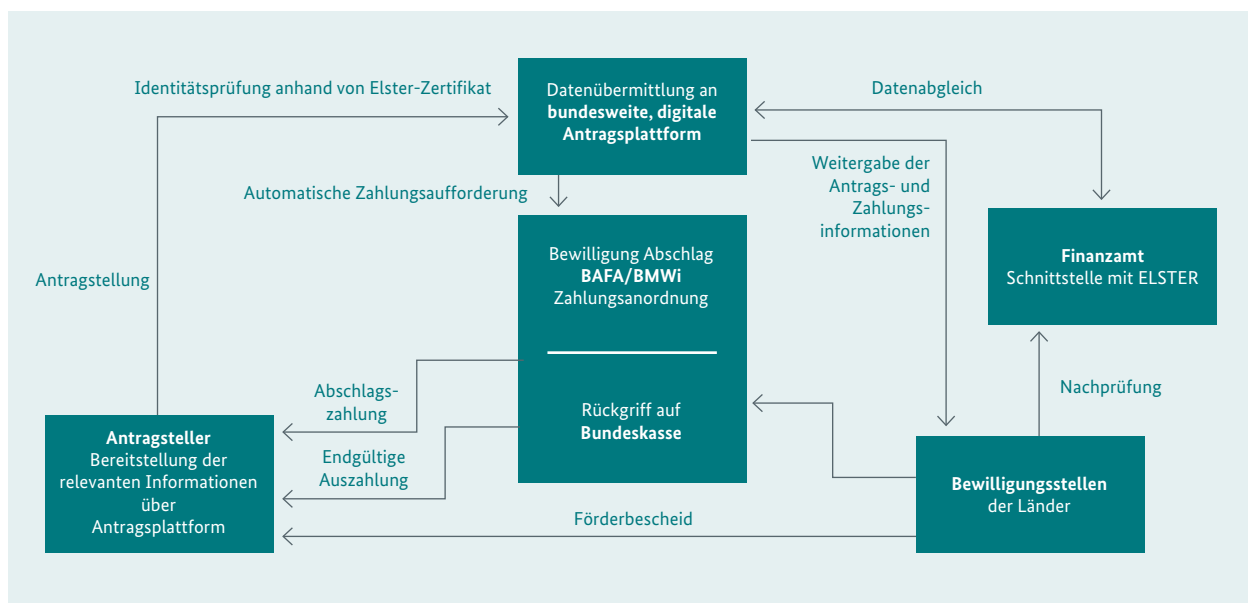 Identitätsprüfung anhand von Elster-Zertifikat
Datenübermittlung an
bundesweite, digitale
Antragsplattform
Datenabgleich
Automatische Zahlungsaufforderung
Weitergabe der
Antrags- und
Zahlungs-
informationen
Antragstellung
Bewilligung Abschlag
BAFA/BMWi
Zahlungsanordnung
Finanzamt
Schnittstelle mit ELSTER
Abschlags-
zahlung
Rückgriff auf
Bundeskasse
Nachprüfung
Antragsteller
Bereitstellung der
relevanten Informationen
über
Antragsplattform
Endgültige
Auszahlung
Bewilligungsstellen
der Länder
Förderbescheid